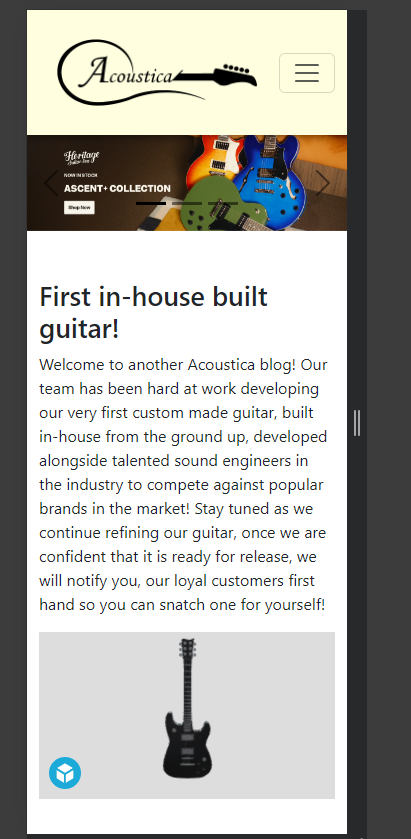 Acoustica
Heritage
NOW IN STOCK
ASCENT+ COLLECTION
Shop Now
First in-house built
guitar!
Welcome to another Acoustica blog! Our
team has been hard at work developing
our very first custom made guitar, built
in-house from the ground up, developed
alongside talented sound engineers in
the industry to compete against popular
brands in the market! Stay tuned as we
continue refining our guitar, once we are
confident that it is ready for release, we
will notify you, our loyal customers first
hand so you can snatch one for yourself!